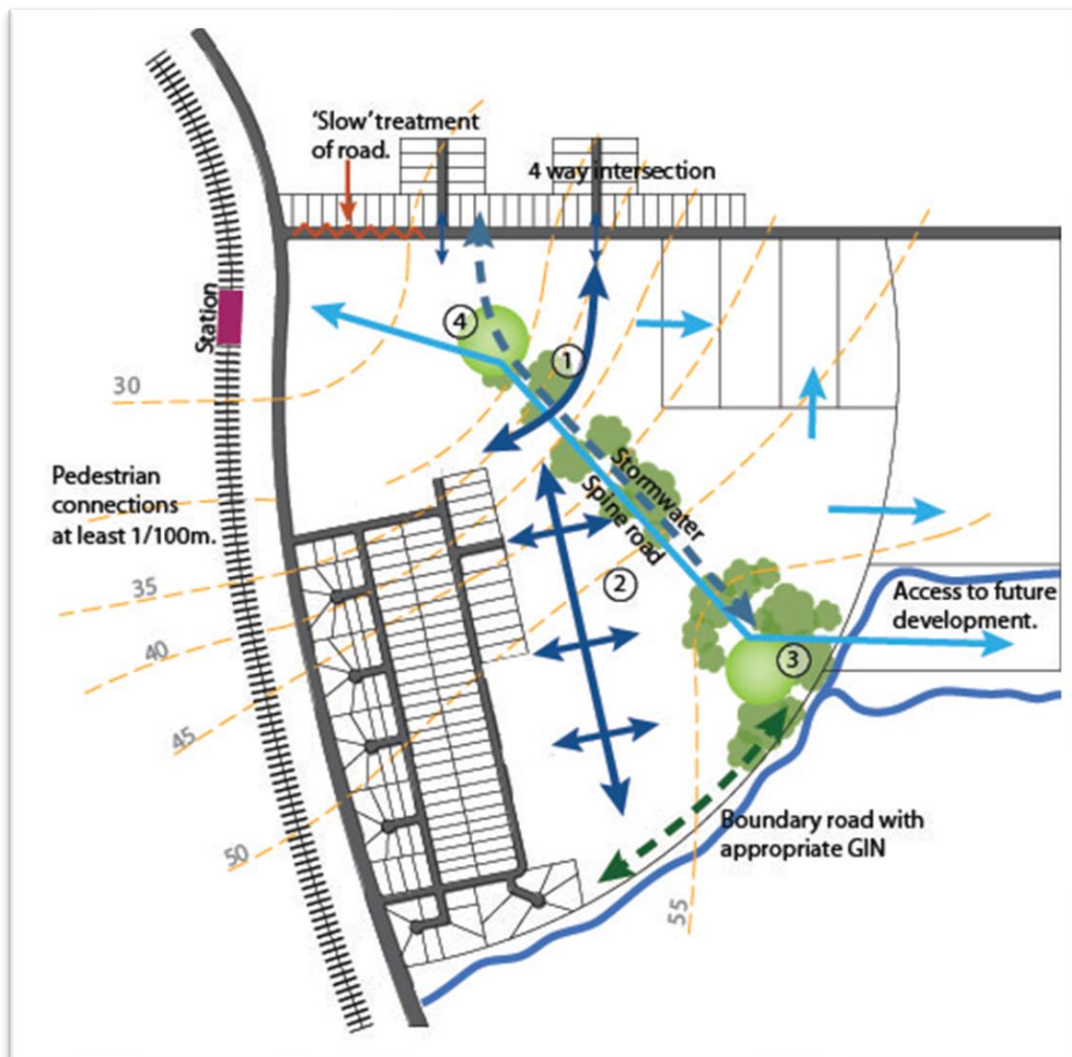 'Slow' treatment
of road.
4 way intersection
Station
4
1
30
Pedestrian
connections
at least 1/100m.
Stormwater
Spine road
2
35
Access to future
development.
40
3
45
Boundary road with
appropriate GIN
50
55